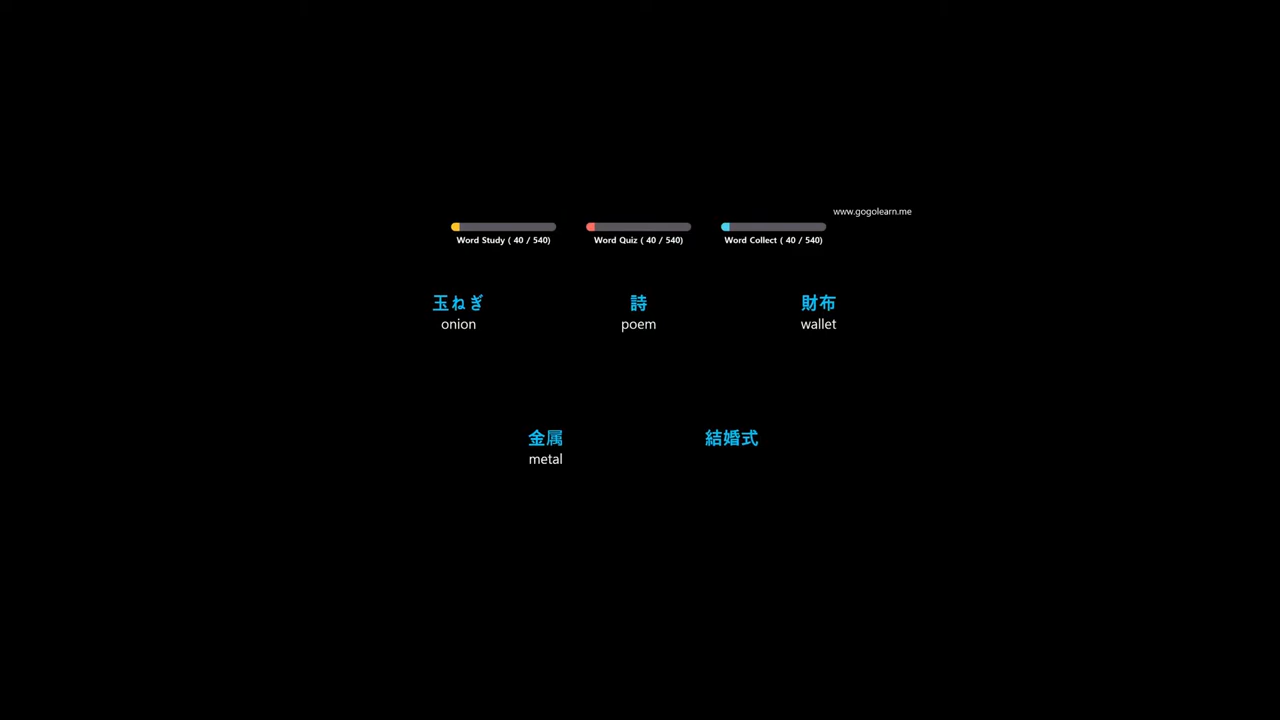 www.gogolearn.me
Word Study ( 40 / 540)
Word Quiz ( 40 / 540)
Word Collect ( 40 / 540)
玉ねぎ
onion
詩
poem
財布
wallet
金属
metal
結婚式